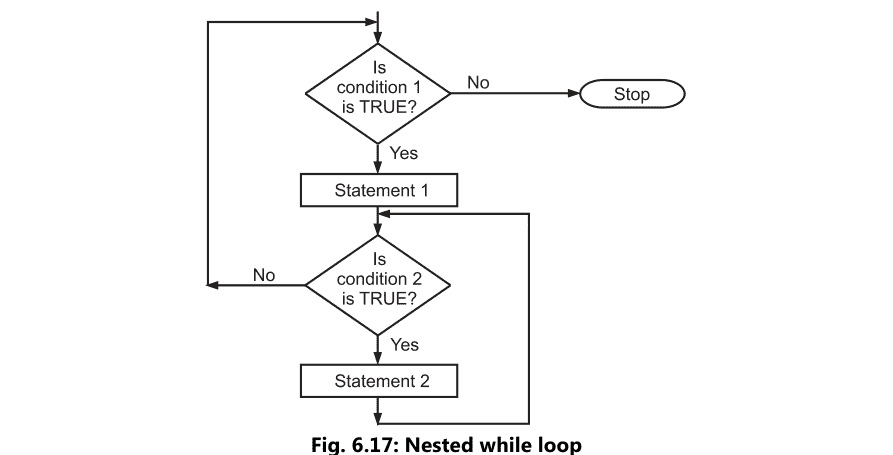 Is
condition 1
is TRUE?
No
Stop
Yes
Statement 1
Is
condition 2
is TRUE?
No
Yes
Statement 2
Fig. 6.17: Nested while loop